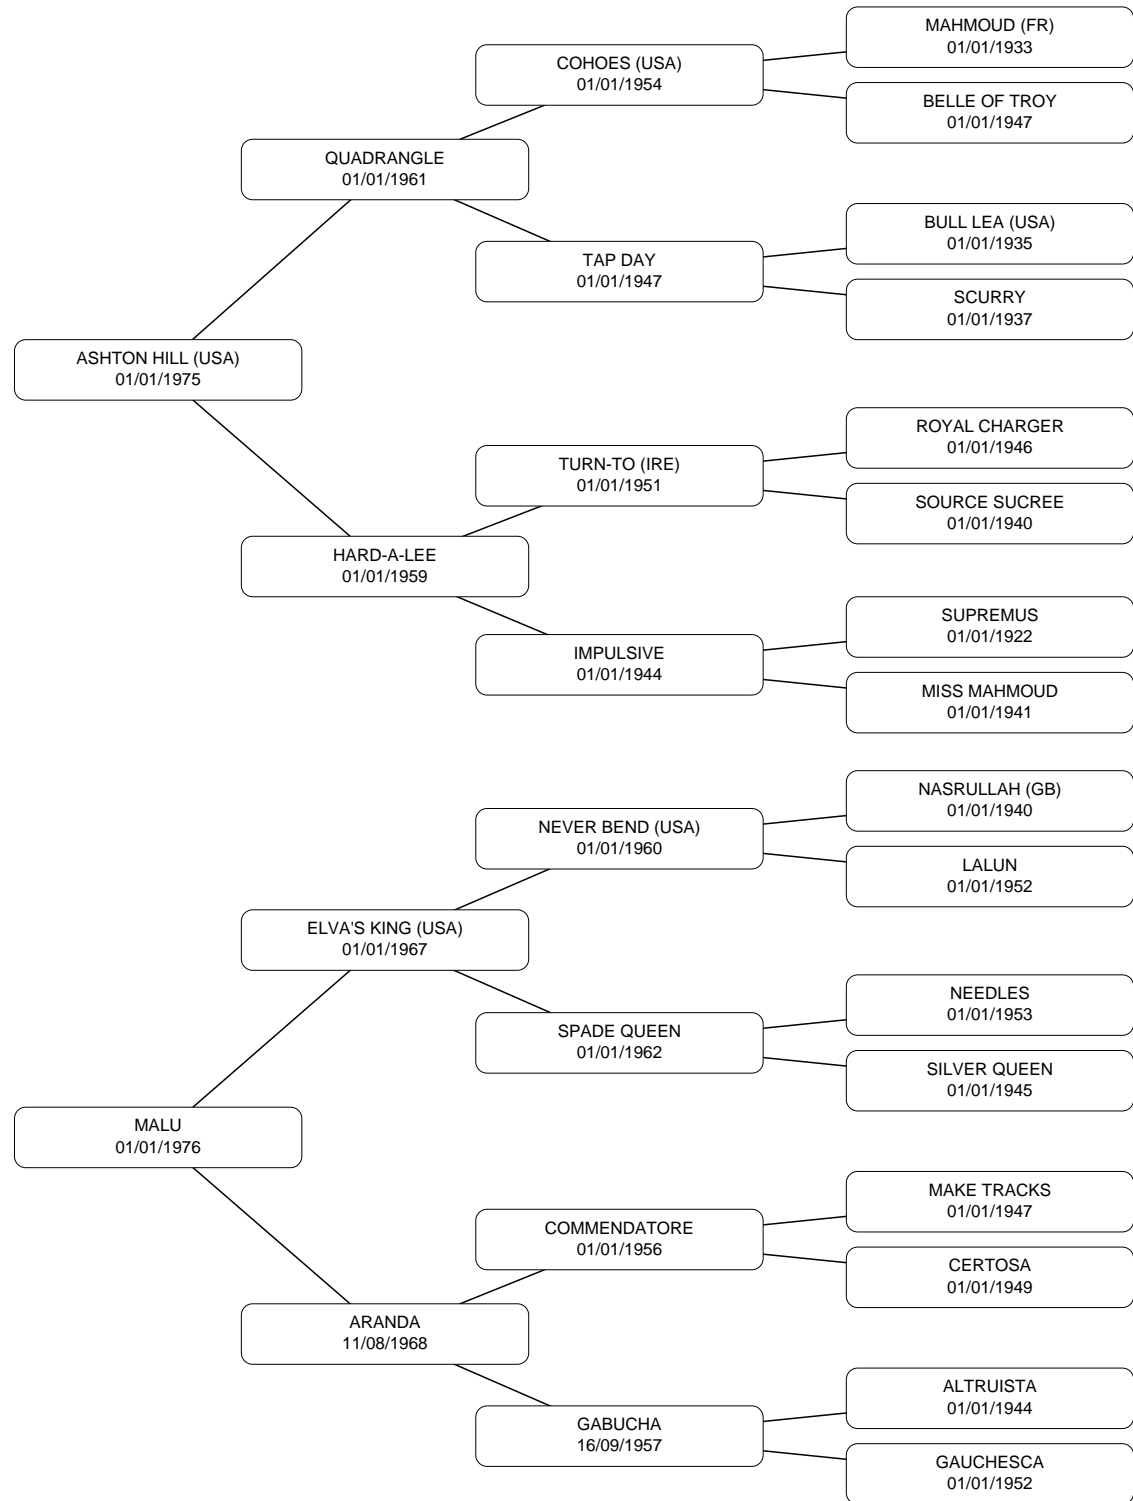 MAHMOUD (FR)
01/01/1933
COHOES (USA)
01/01/1954
BELLE OF TROY
01/01/1947
QUADRANGLE
01/01/1961
BULL LEA (USA)
01/01/1935
TAP DAY
01/01/1947
SCURRY
01/01/1937
ASHTON HILL (USA)
01/01/1975
ROYAL CHARGER
01/01/1946
TURN-TO (IRE)
01/01/1951
SOURCE SUCREE
01/01/1940
HARD-A-LEE
01/01/1959
SUPREMUS
01/01/1922
IMPULSIVE
01/01/1944
MISS MAHMOUD
01/01/1941
NASRULLAH (GB)
01/01/1940
NEVER BEND (USA)
01/01/1960
LALUN
01/01/1952
ELVA'S KING (USA)
01/01/1967
NEEDLES
01/01/1953
SPADE QUEEN
01/01/1962
SILVER QUEEN
01/01/1945
MALU
01/01/1976
MAKE TRACKS
01/01/1947
COMMENDATORE
01/01/1956
CERTOSA
01/01/1949
ARANDA
11/08/1968
ALTRUISTA
01/01/1944
GABUCHA
16/09/1957
GAUCHESCA
01/01/1952